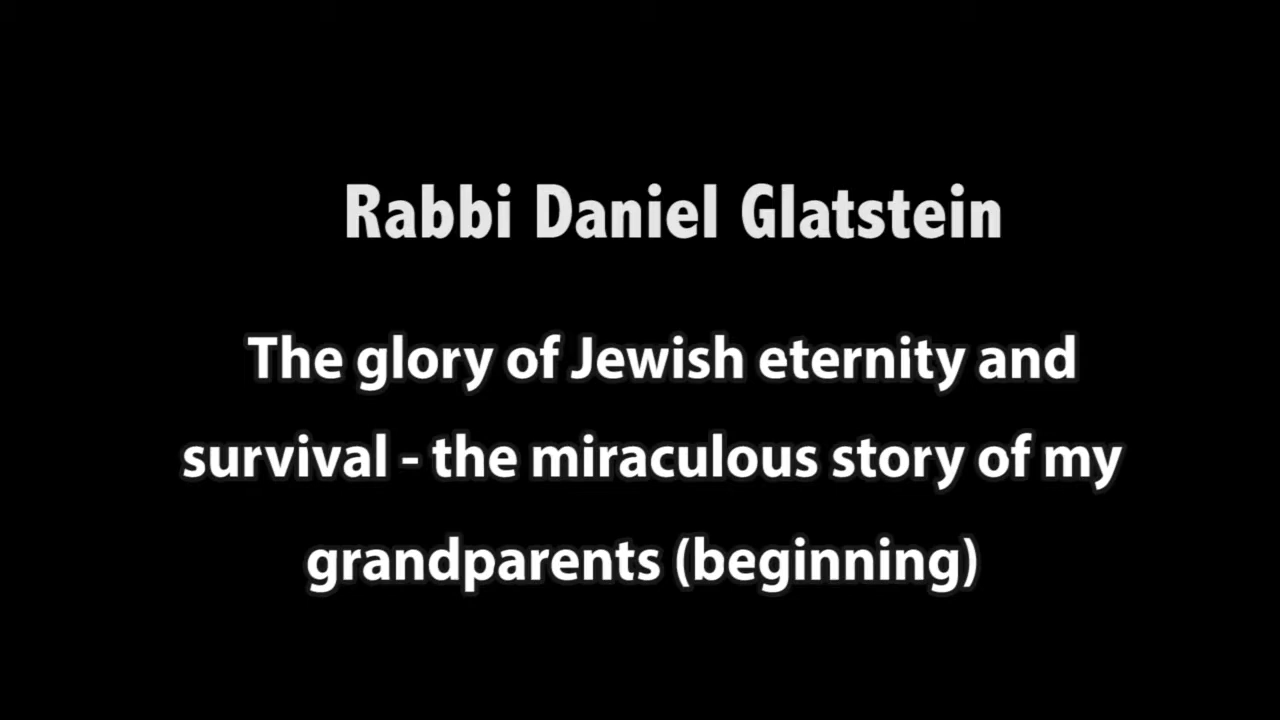 Rabbi Daniel Glatstein
The glory of Jewish eternity and
survival - the miraculous story of my
grandparents (beginning)